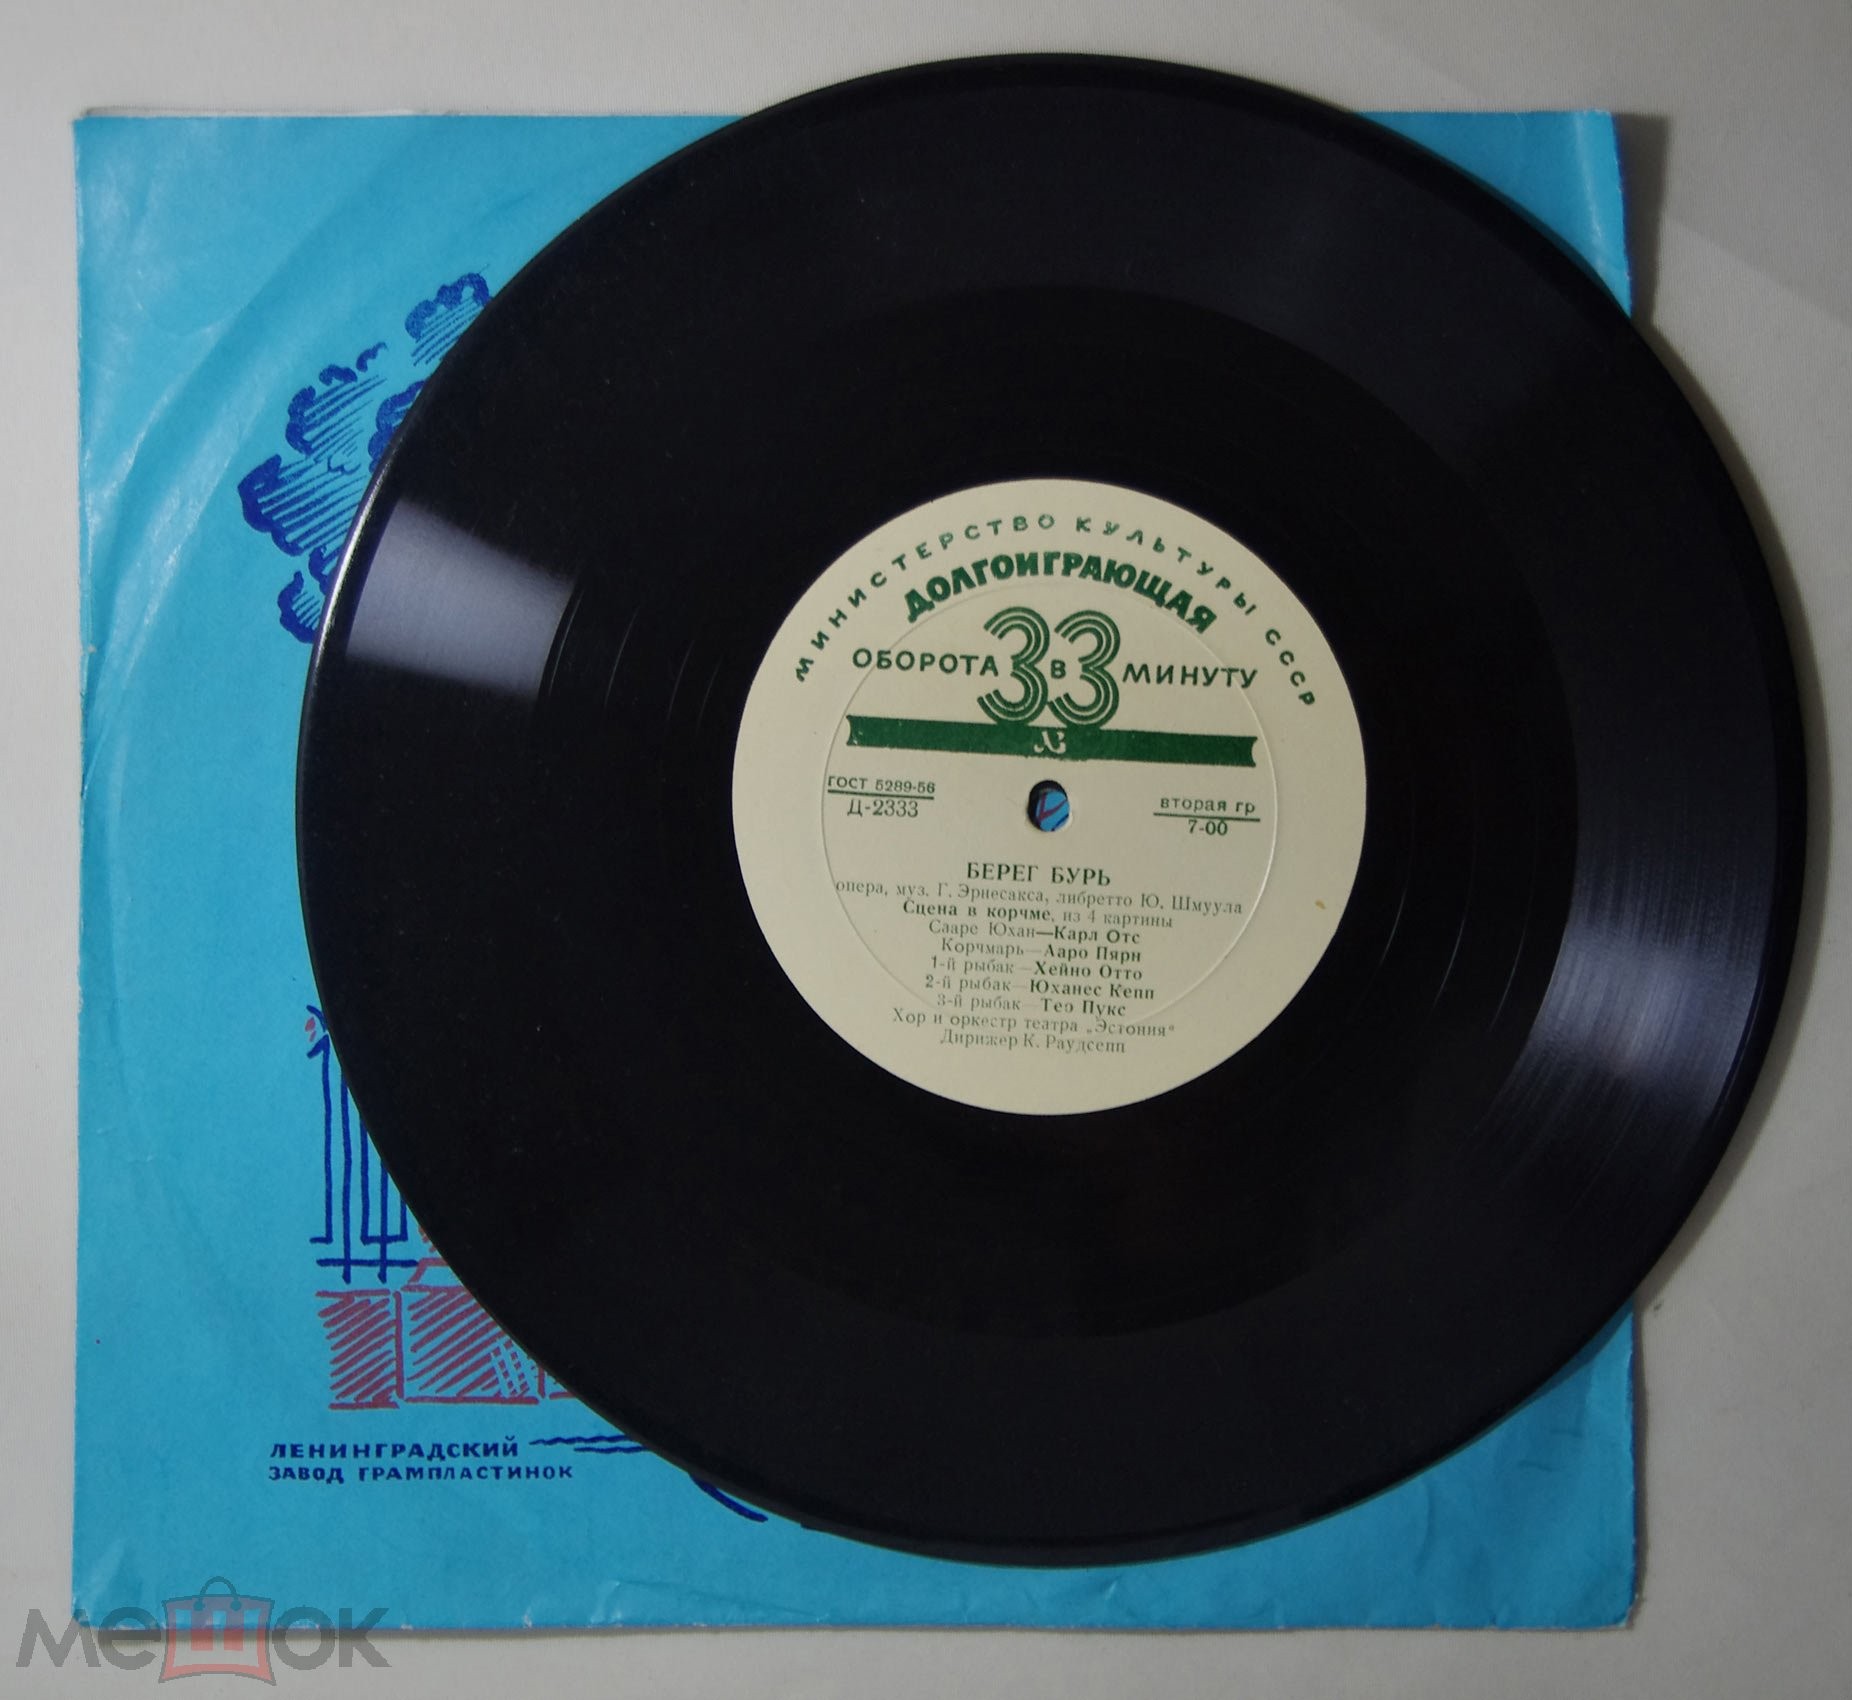 МИНИСТЕРСТВО КУЛЬТУРЫ СССР
ДОЛГОИГРАЮЩАЯ
ОБОРОТА 33 В МИНУТУ
ГОСТ 5289-56
Д-2333
вторая гр
7-00
БЕРЕГ БУРЬ
опера, муз. Г. Эрнесакса, либретто Ю. Шмуула
Сцена в корчме, из 4 картины
Сааре Юхан—Карл Отс
Корчмарь—Ааро Пярн
1-й рыбак—Хейно Отто
2-й рыбак—Юханес Кепп
3-й рыбак—Тео Пукс
Хор и оркестр театра „Эстония"
Дирижер К. Раудсепп
ЛЕНИНГРАДСКИЙ
ЗАВОД ГРАМПЛАСТИНОК
мешок